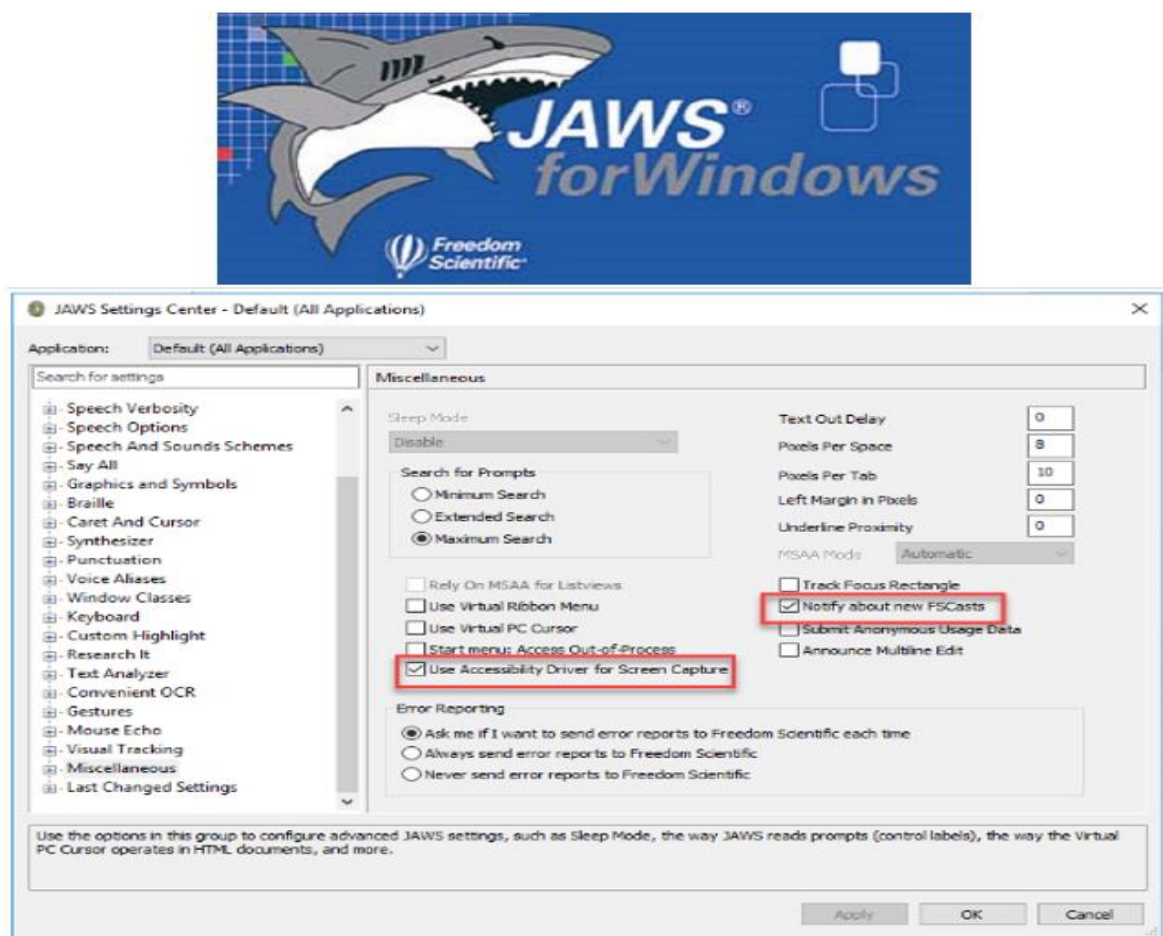 JAWS®
for Windows
Freedom
Scientific®
JAWS Settings Center - Default (All Applications)
Application: Default (All Applications)
Search for settings
Speech Verbosity
Speech Options
Speech And Sounds Schemes
Say All
Graphics and Symbols
Braille
Caret And Cursor
Synthesizer
Punctuation
Voice Aliases
Window Classes
Keyboard
Custom Highlight
Research It
Text Analyzer
Convenient OCR
Gestures
Mouse Echo
Visual Tracking
Miscellaneous
Last Changed Settings
Miscellaneous
Sleep Mode
Disable
Search for Prompts
Minimum Search
Extended Search
Maximum Search
Text Out Delay 0
Pixels Per Space 8
Pixels Per Tab 10
Left Margin in Pixels 0
Underline Proximity 0
MSAA Mode Automatic
Rely On MSAA for Listviews
Use Virtual Ribbon Menu
Use Virtual PC Cursor
Start menu: Access Out-of-Process
Use Accessibility Driver for Screen Capture
Track Focus Rectangle
Notify about new FSCasts
Submit Anonymous Usage Data
Announce Multiline Edit
Error Reporting
Ask me if I want to send error reports to Freedom Scientific each time
Always send error reports to Freedom Scientific
Never send error reports to Freedom Scientific
Use the options in this group to configure advanced JAWS settings, such as Sleep Mode, the way JAWS reads prompts (control labels), the way the Virtual
PC Cursor operates in HTML documents, and more.
Apply OK Cancel